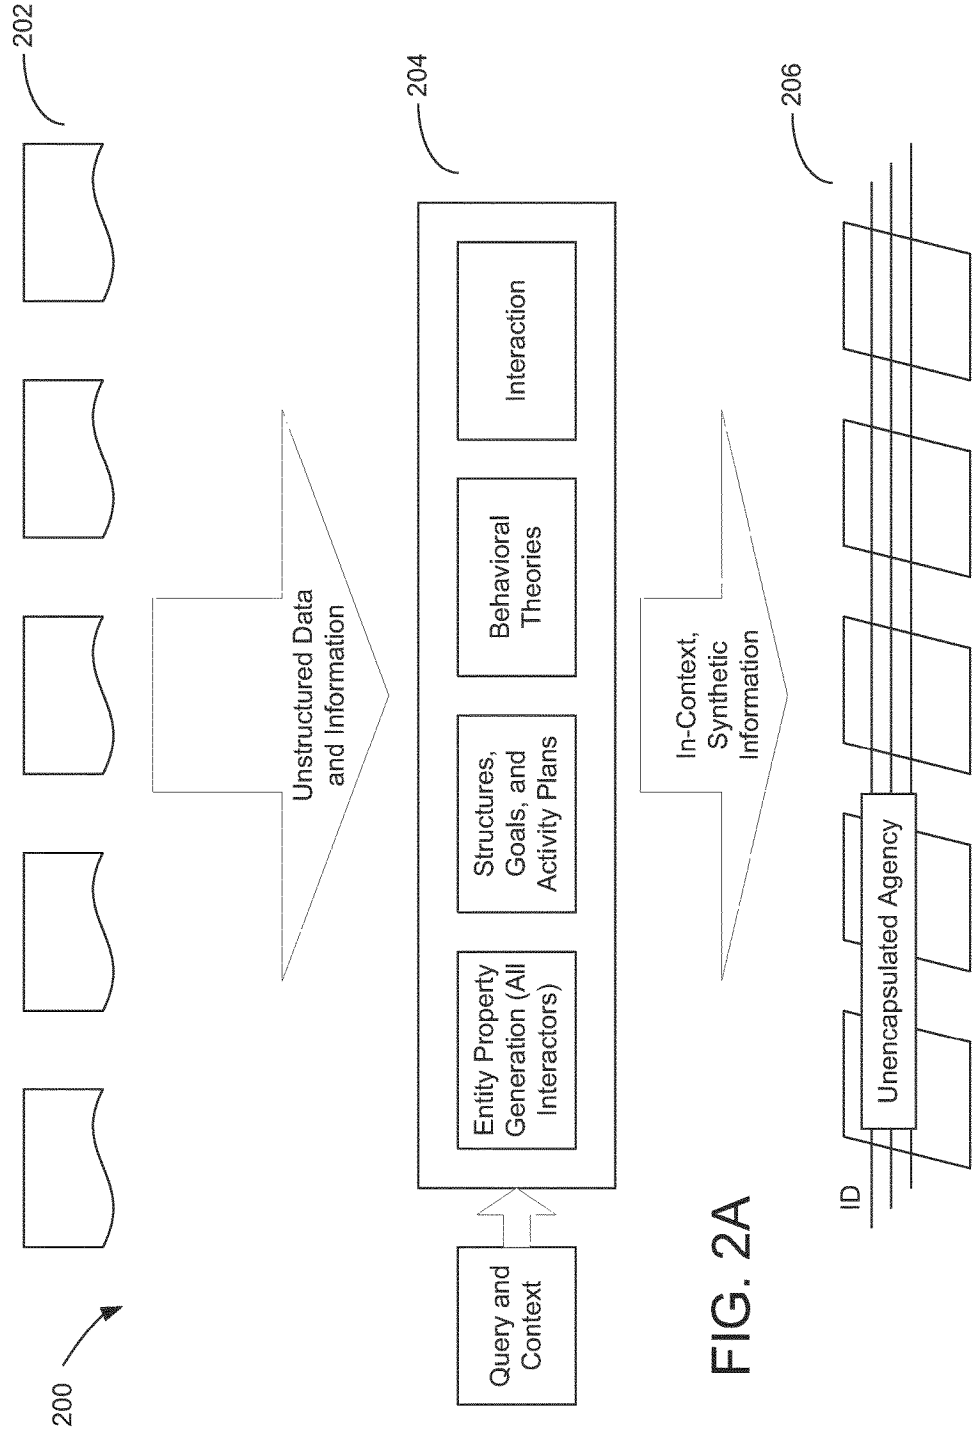 200
202
Unstructured Data
and Information
204
Query and
Context
Entity Property
Generation (All
Interactors)
Structures,
Goals, and
Activity Plans
Behavioral
Theories
Interaction
In-Context,
Synthetic
Information
206
ID
Unencapsulated Agency
FIG. 2A